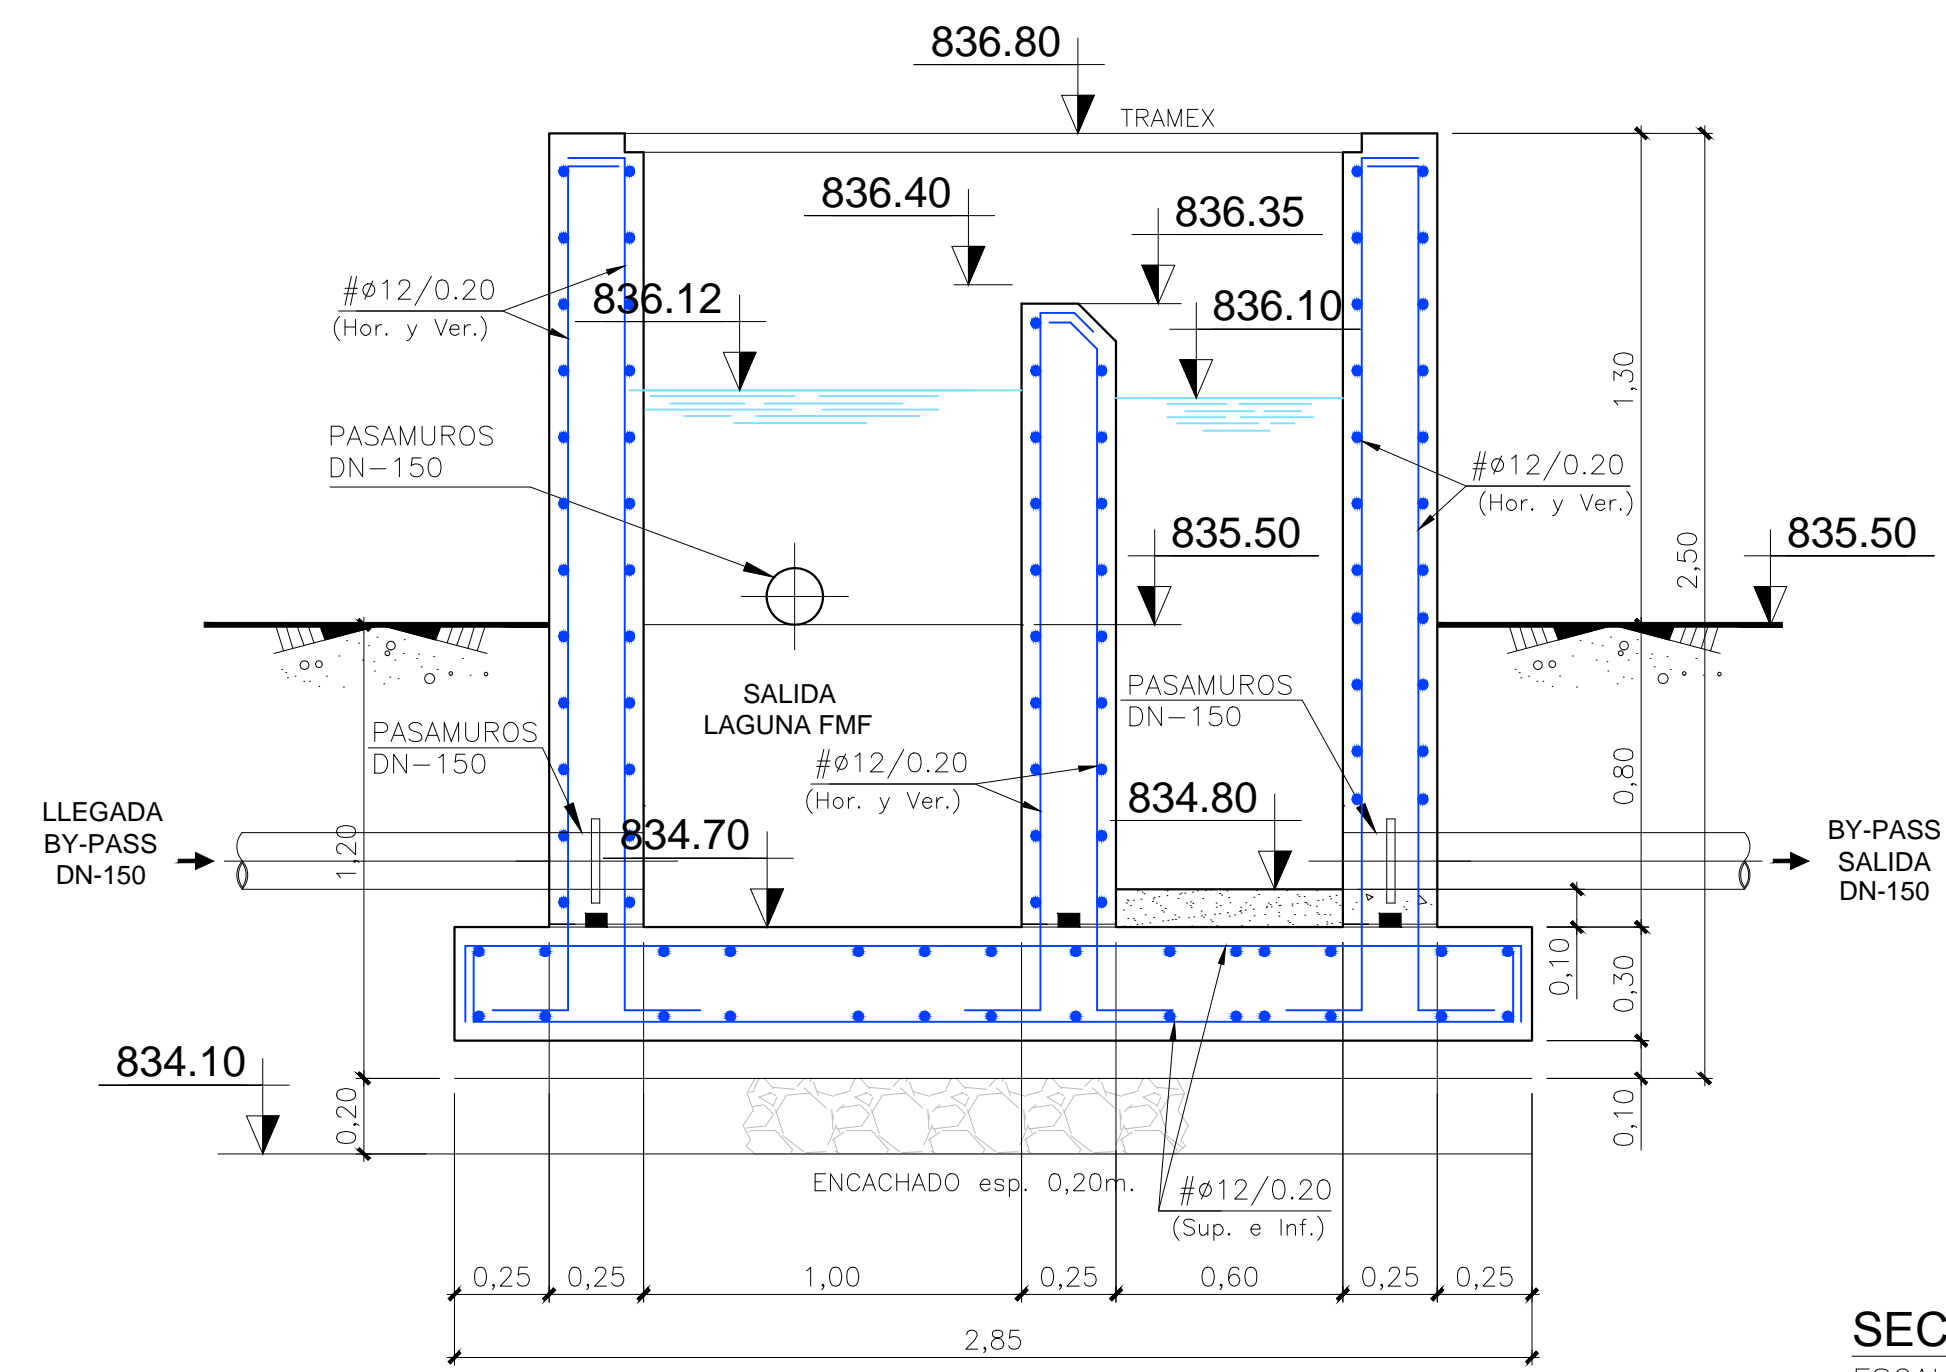 836.80
TRAMEX
836.40
836.35
#ø12/0.20
(Hor. y Ver.)
836.12
836.10
1,30
PASAMUROS
DN-150
#ø12/0.20
(Hor. y Ver.)
835.50
835.50
2,50
SALIDA
LAGUNA FMF
PASAMUROS
DN-150
PASAMUROS
DN-150
#ø12/0.20
(Hor. y Ver.)
0,80
834.80
834.70
LLEGADA
BY-PASS
DN-150
1,20
BY-PASS
SALIDA
DN-150
0,10
0,30
834.10
0,20
0,10
ENCACHADO esp. 0,20m.
#ø12/0.20
(Sup. e Inf.)
0,25
0,25
1,00
0,25
0,60
0,25
0,25
2,85
SEC